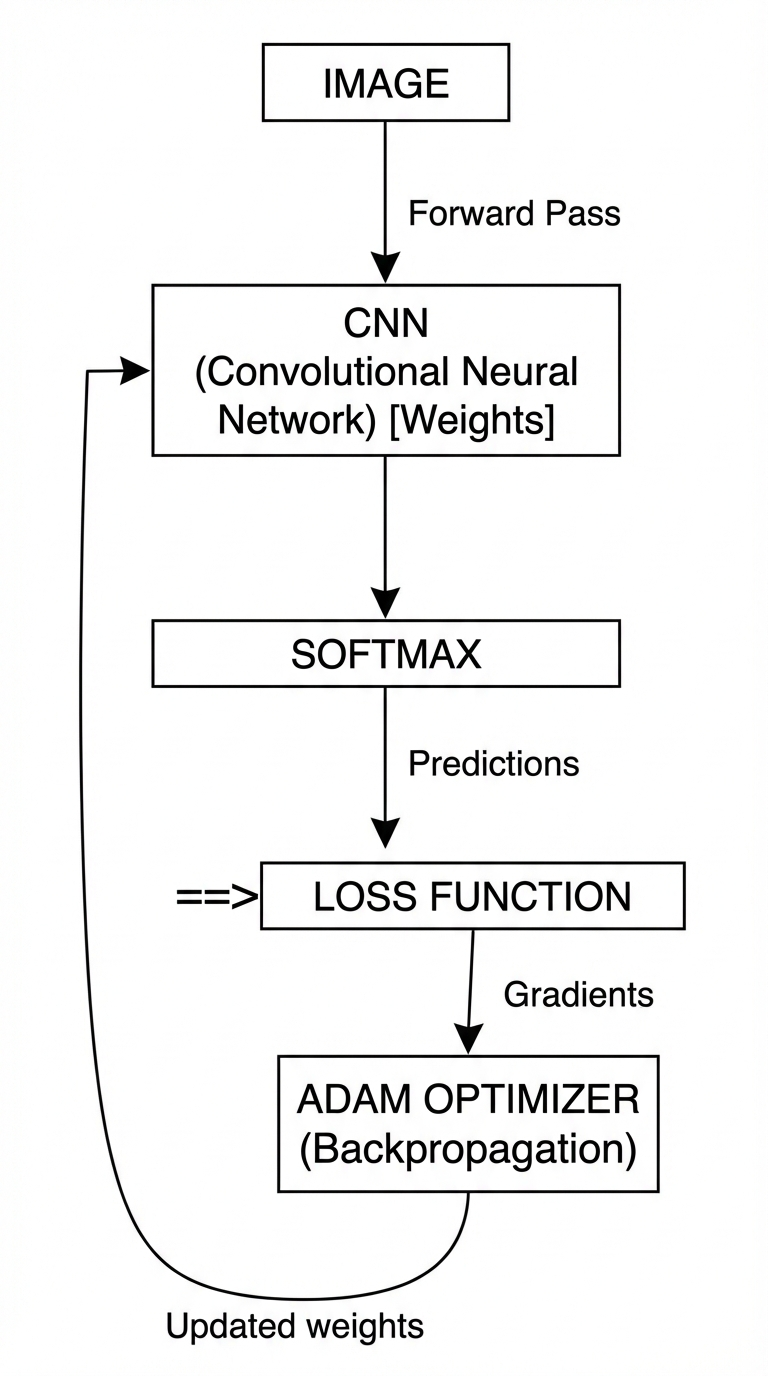 IMAGE
Forward Pass
CNN
(Convolutional Neural
Network) [Weights]
SOFTMAX
Predictions
==> LOSS FUNCTION
Gradients
ADAM OPTIMIZER
(Backpropagation)
Updated weights